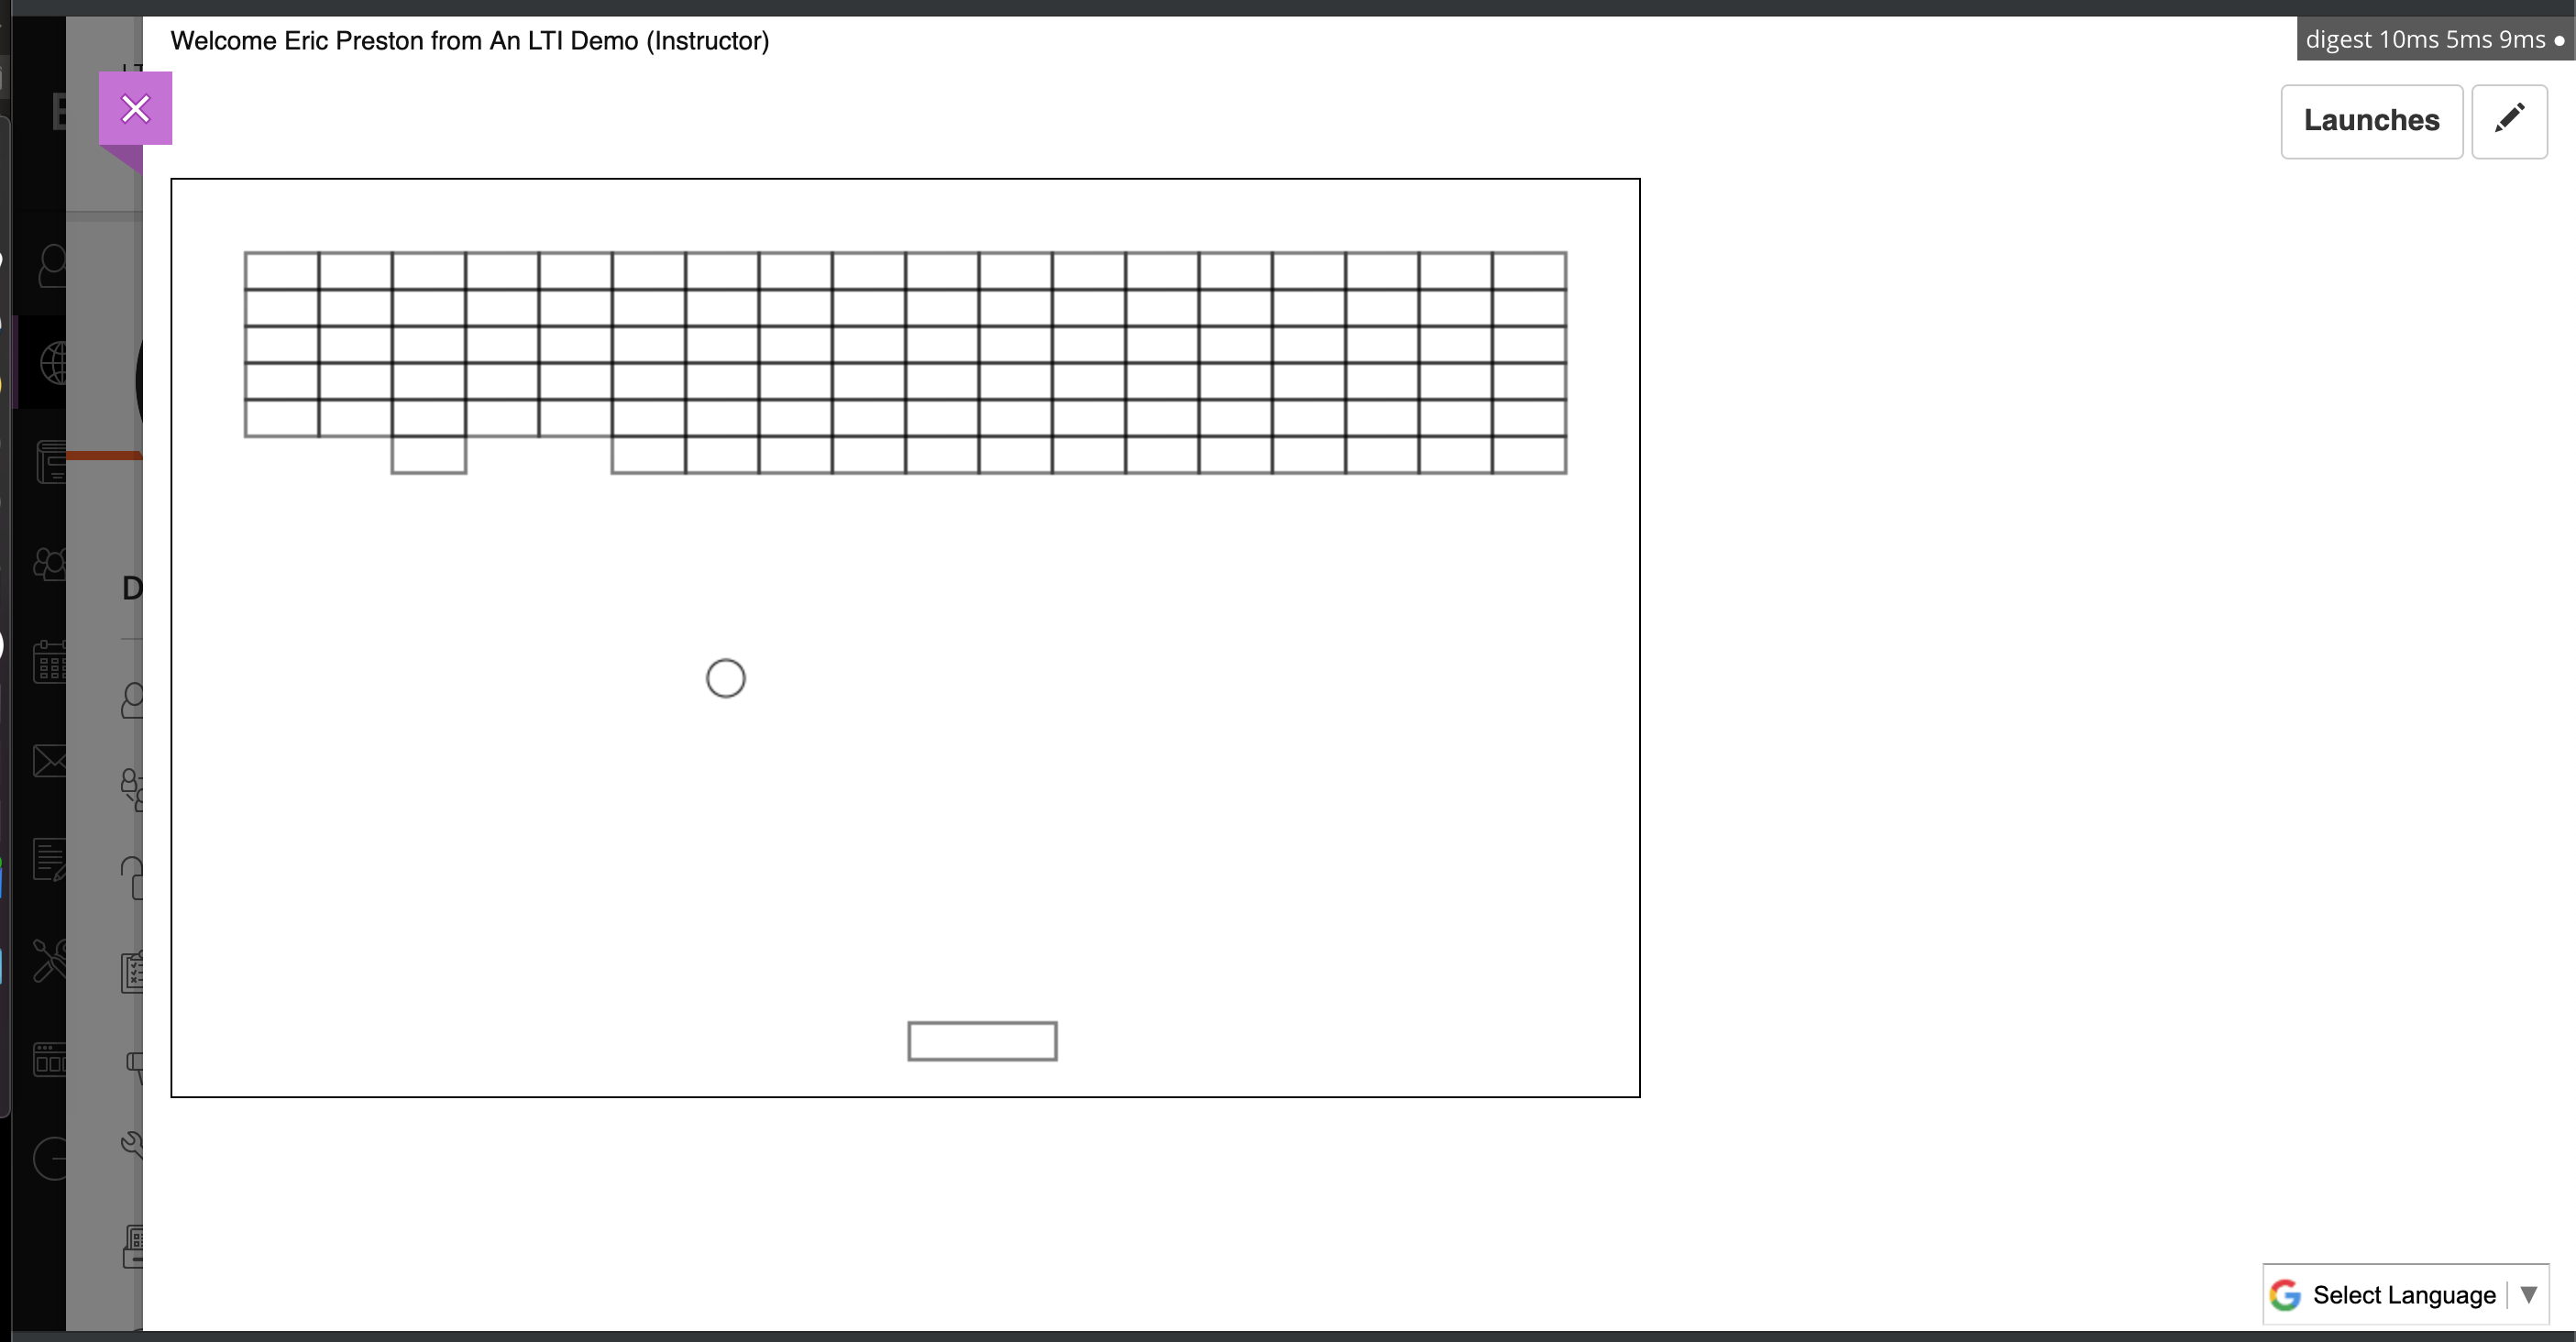 Welcome Eric Preston from An LTI Demo (Instructor)
digest 10ms 5ms 9ms
Launches
D
Select Language